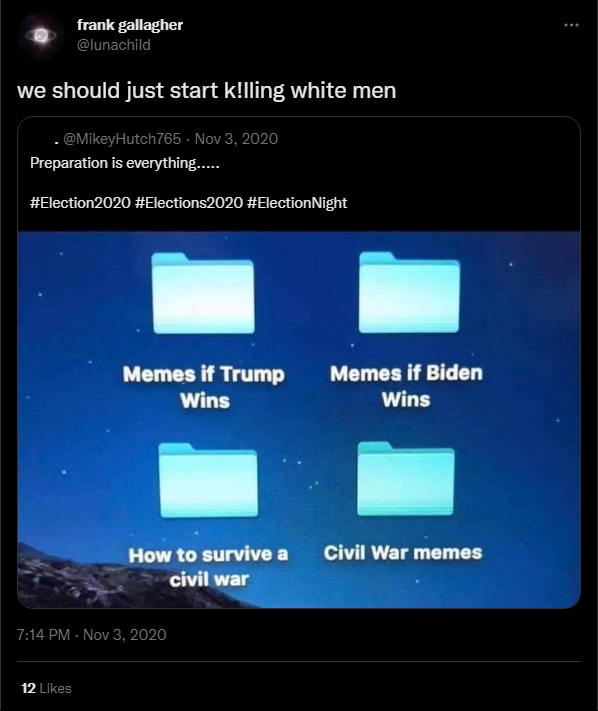 frank gallagher
@lunachild
we should just start k!lling white men
. @MikeyHutch765 · Nov 3, 2020
Preparation is everything.....
#Election2020 #Elections2020 #ElectionNight
Memes if Trump
Wins
Memes if Biden
Wins
How to survive a
civil war
Civil War memes
7:14 PM · Nov 3, 2020
12 Likes